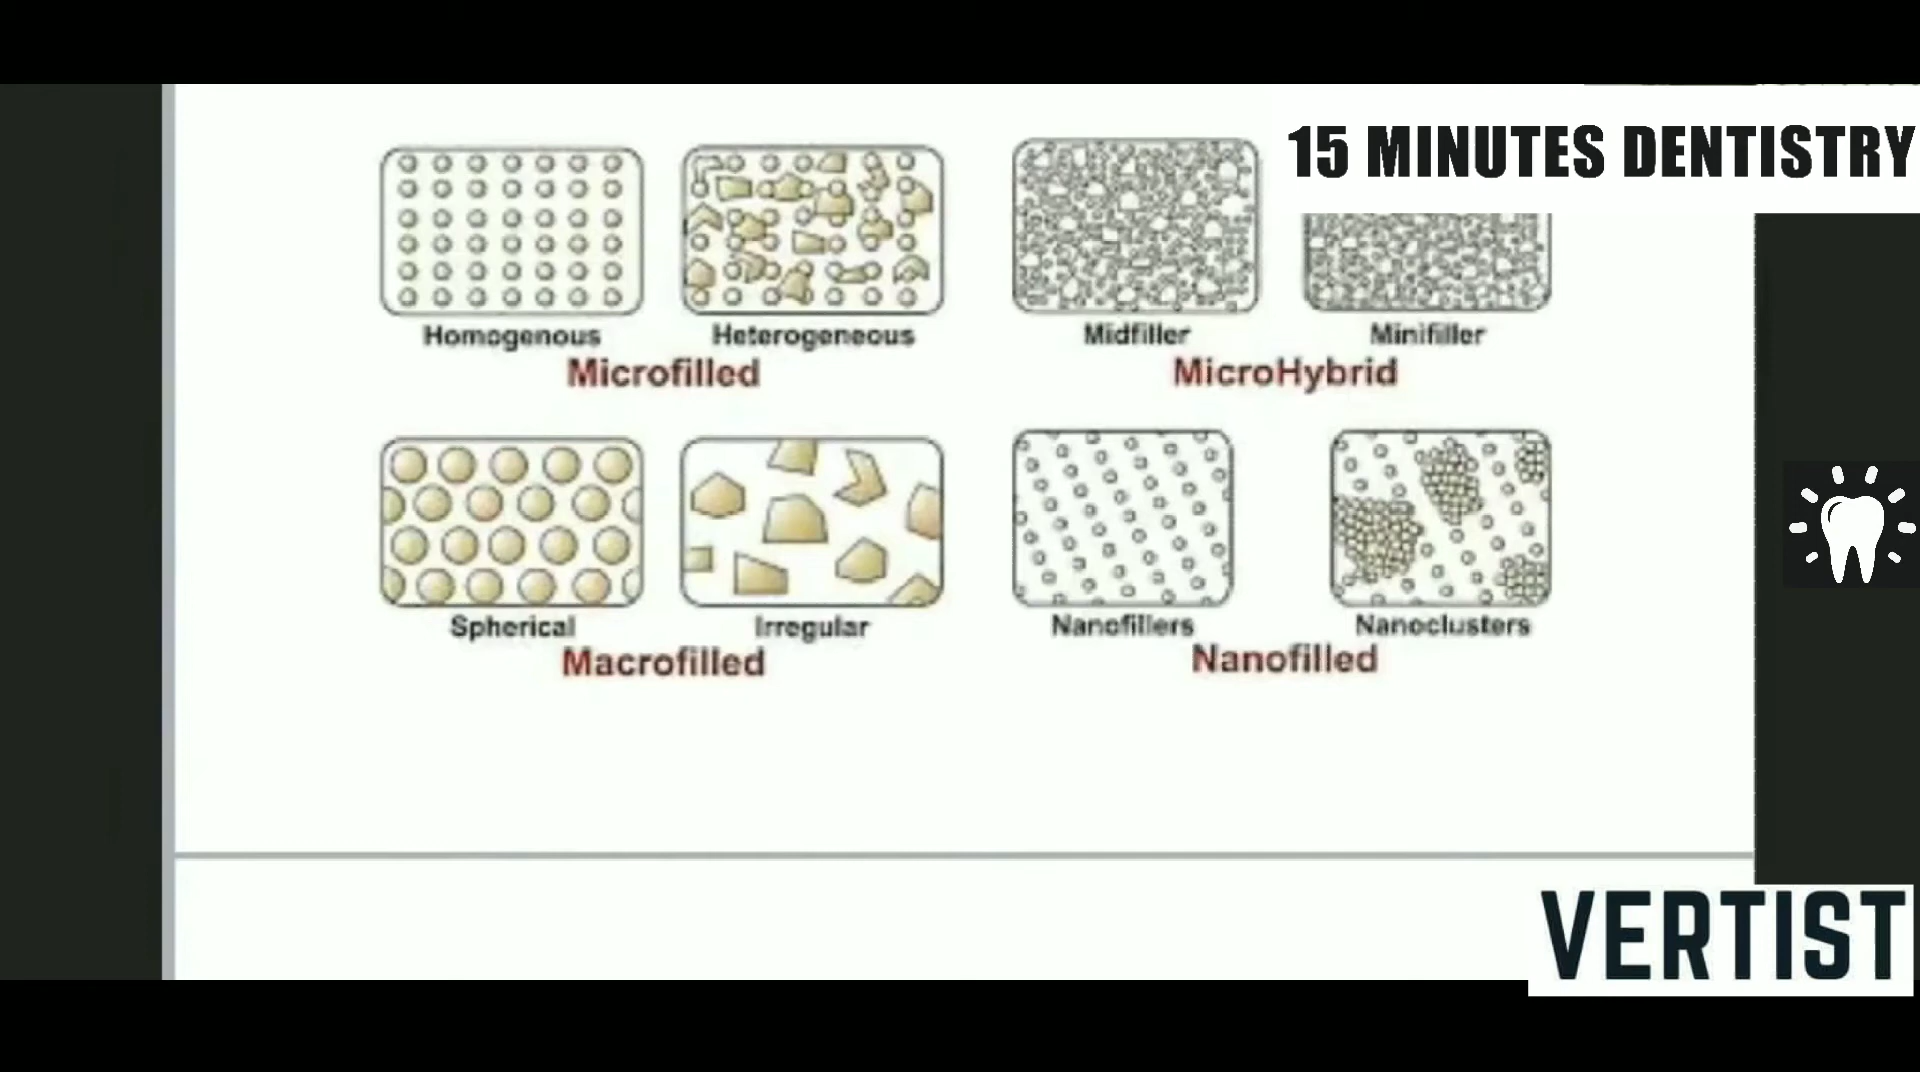 15 MINUTES DENTISTRY
Homogenous Heterogeneous Midfiller Minifiller
Microfilled MicroHybrid
Spherical Irregular Nanofillers Nanoclusters
Macrofilled Nanofilled
VERTIST